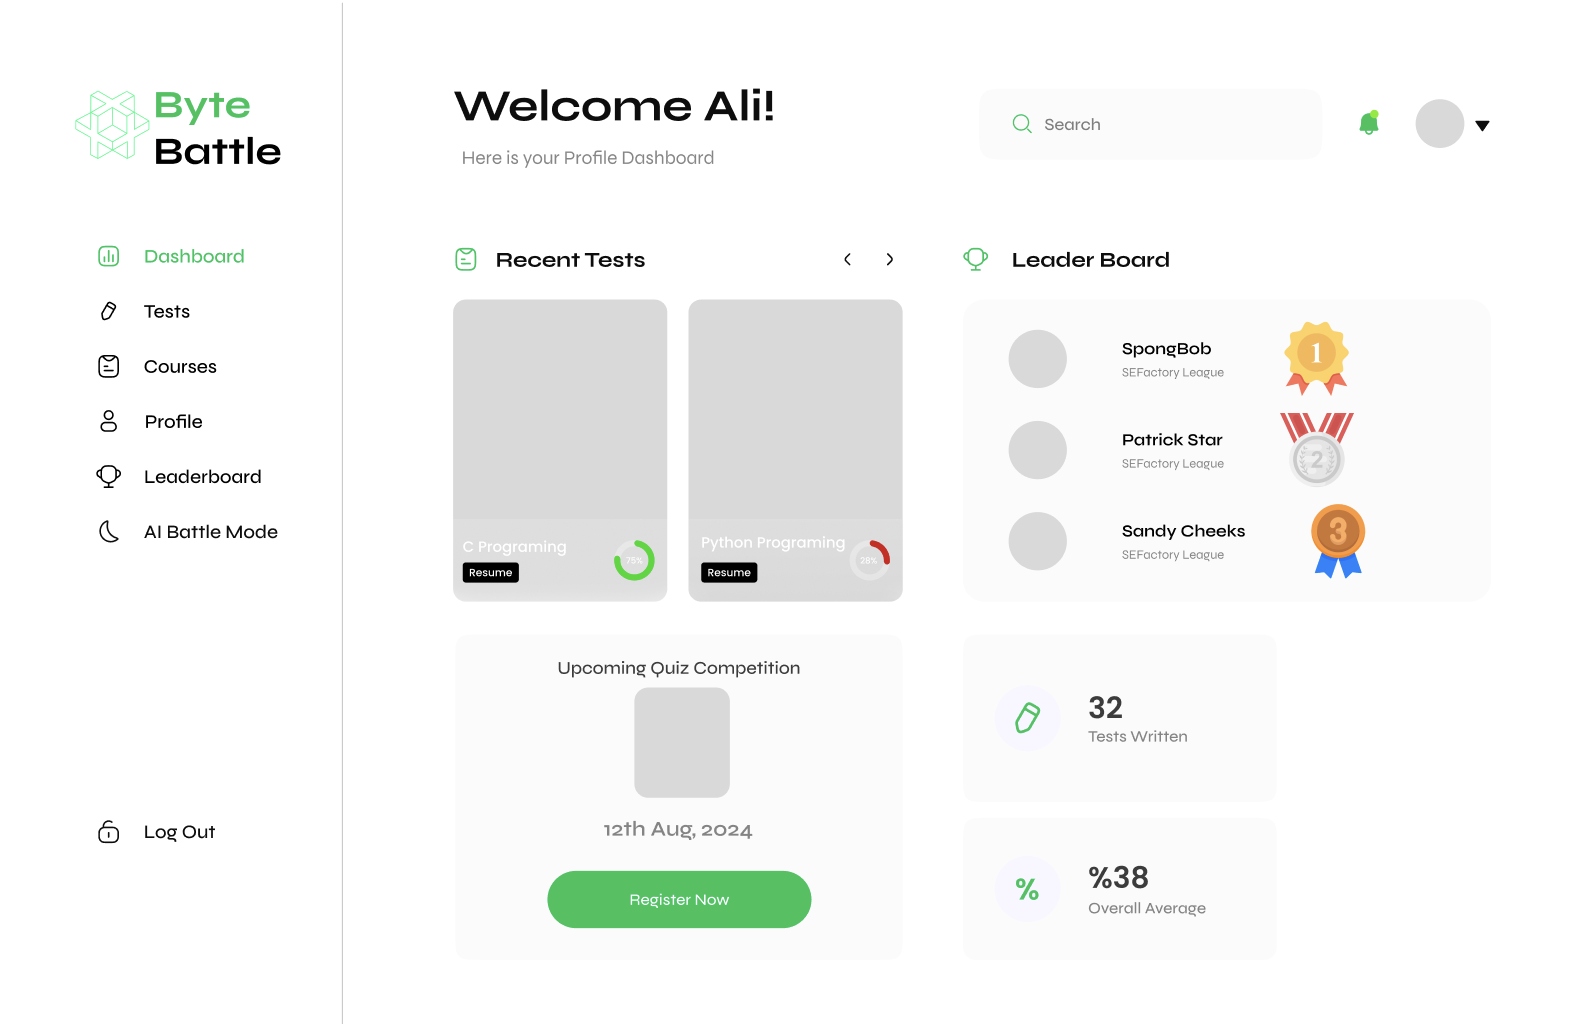 Byte
Battle
Dashboard
Tests
Courses
Profile
Leaderboard
AI Battle Mode
Log Out
Welcome Ali!
Here is your Profile Dashboard
Search
Recent Tests
C Programing
75%
Resume
Python Programing
28%
Resume
Leader Board
SpongBob
SEFactory League
1
Patrick Star
SEFactory League
2
Sandy Cheeks
SEFactory League
3
Upcoming Quiz Competition
12th Aug, 2024
Register Now
32
Tests Written
%
%38
Overall Average